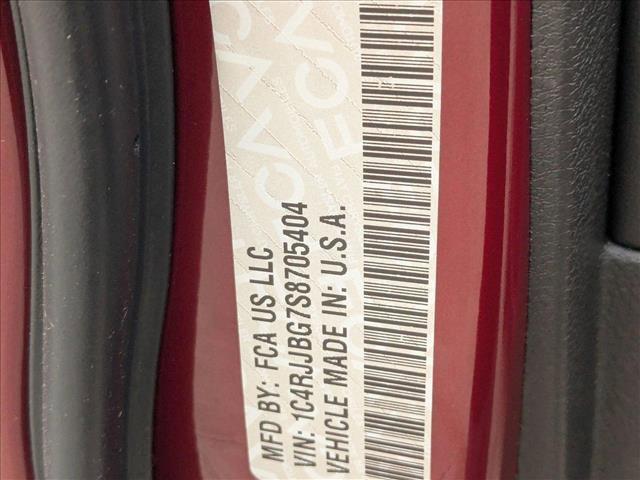 MFD BY: FCA US LLC
VIN: 1C4RJJBG7S8705404
VEHICLE MADE IN: U.S.A.